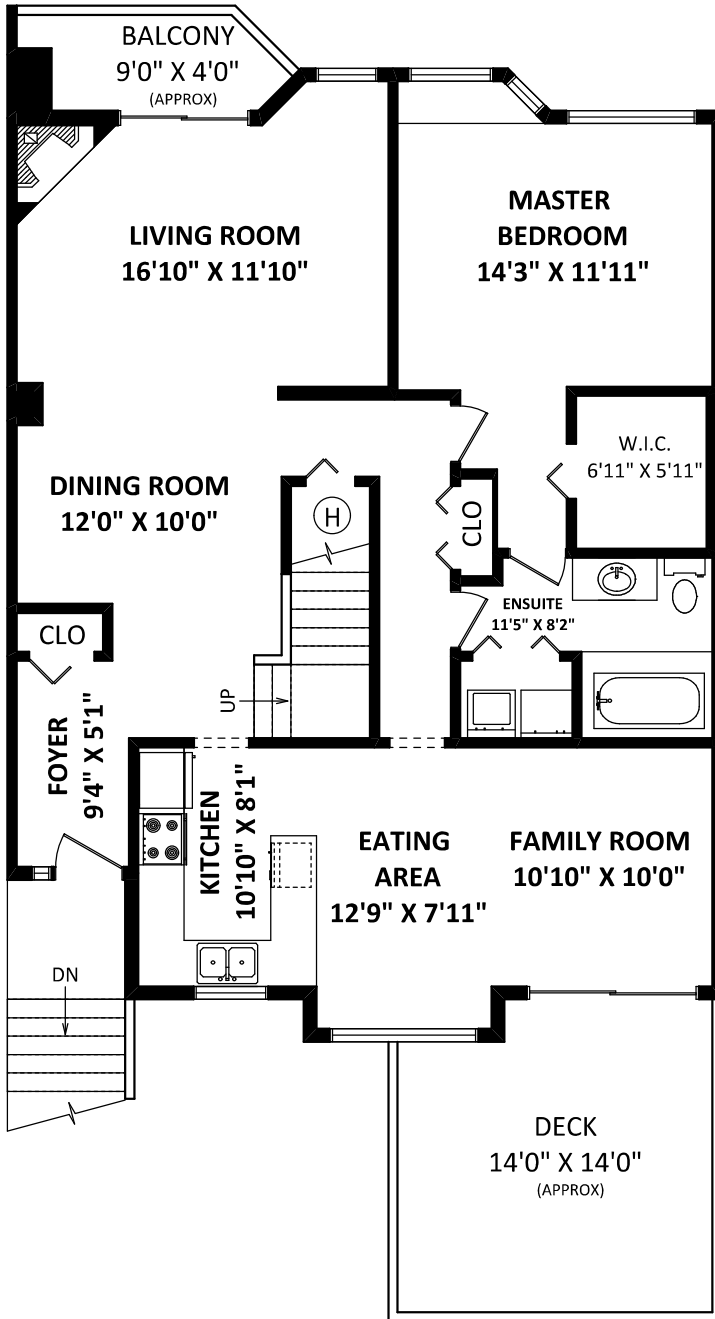 BALCONY
9'0" X 4'0"
(APPROX)
LIVING ROOM
16'10" X 11'10"
MASTER
BEDROOM
14'3" X 11'11"
W.I.C.
6'11" X 5'11"
DINING ROOM
12'0" X 10'0"
H
CLO
ENSUITE
11'5" X 8'2"
CLO
UP
FOYER
9'4" X 5'1"
KITCHEN
10'10" X 8'1"
EATING
AREA
12'9" X 7'11"
FAMILY ROOM
10'10" X 10'0"
DN
DECK
14'0" X 14'0"
(APPROX)